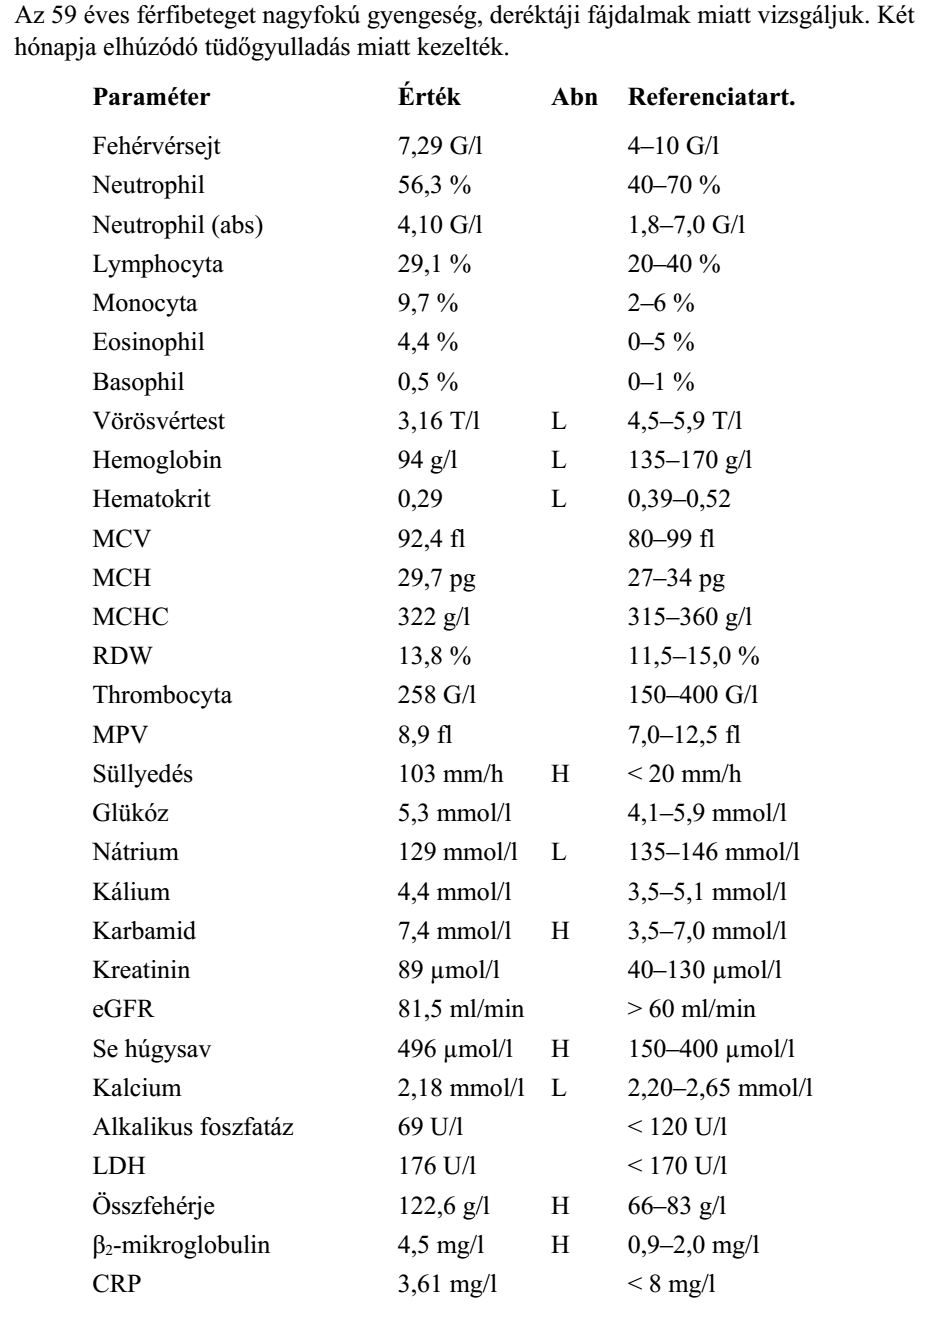 Az 59 éves férfibeteget nagyfokú gyengeség, deréktáji fájdalmak miatt vizsgáljuk. Két
hónapja elhúzódó tüdőgyulladás miatt kezelték.
Paraméter Érték Abn Referenciatart.
Fehérvérsejt 7,29 G/l 4–10 G/l
Neutrophil 56,3 % 40–70 %
Neutrophil (abs) 4,10 G/l 1,8–7,0 G/l
Lymphocyta 29,1 % 20–40 %
Monocyta 9,7 % 2–6 %
Eosinophil 4,4 % 0–5 %
Basophil 0,5 % 0–1 %
Vörösvértest 3,16 T/l L 4,5–5,9 T/l
Hemoglobin 94 g/l L 135–170 g/l
Hematokrit 0,29 L 0,39–0,52
MCV 92,4 fl 80–99 fl
MCH 29,7 pg 27–34 pg
MCHC 322 g/l 315–360 g/l
RDW 13,8 % 11,5–15,0 %
Thrombocyta 258 G/l 150–400 G/l
MPV 8,9 fl 7,0–12,5 fl
Süllyedés 103 mm/h H < 20 mm/h
Glükóz 5,3 mmol/l 4,1–5,9 mmol/l
Nátrium 129 mmol/l L 135–146 mmol/l
Kálium 4,4 mmol/l 3,5–5,1 mmol/l
Karbamid 7,4 mmol/l H 3,5–7,0 mmol/l
Kreatinin 89 µmol/l 40–130 µmol/l
eGFR 81,5 ml/min > 60 ml/min
Se húgysav 496 µmol/l H 150–400 µmol/l
Kalcium 2,18 mmol/l L 2,20–2,65 mmol/l
Alkalikus foszfatáz 69 U/l < 120 U/l
LDH 176 U/l < 170 U/l
Összfehérje 122,6 g/l H 66–83 g/l
β₂-mikroglobulin 4,5 mg/l H 0,9–2,0 mg/l
CRP 3,61 mg/l < 8 mg/l